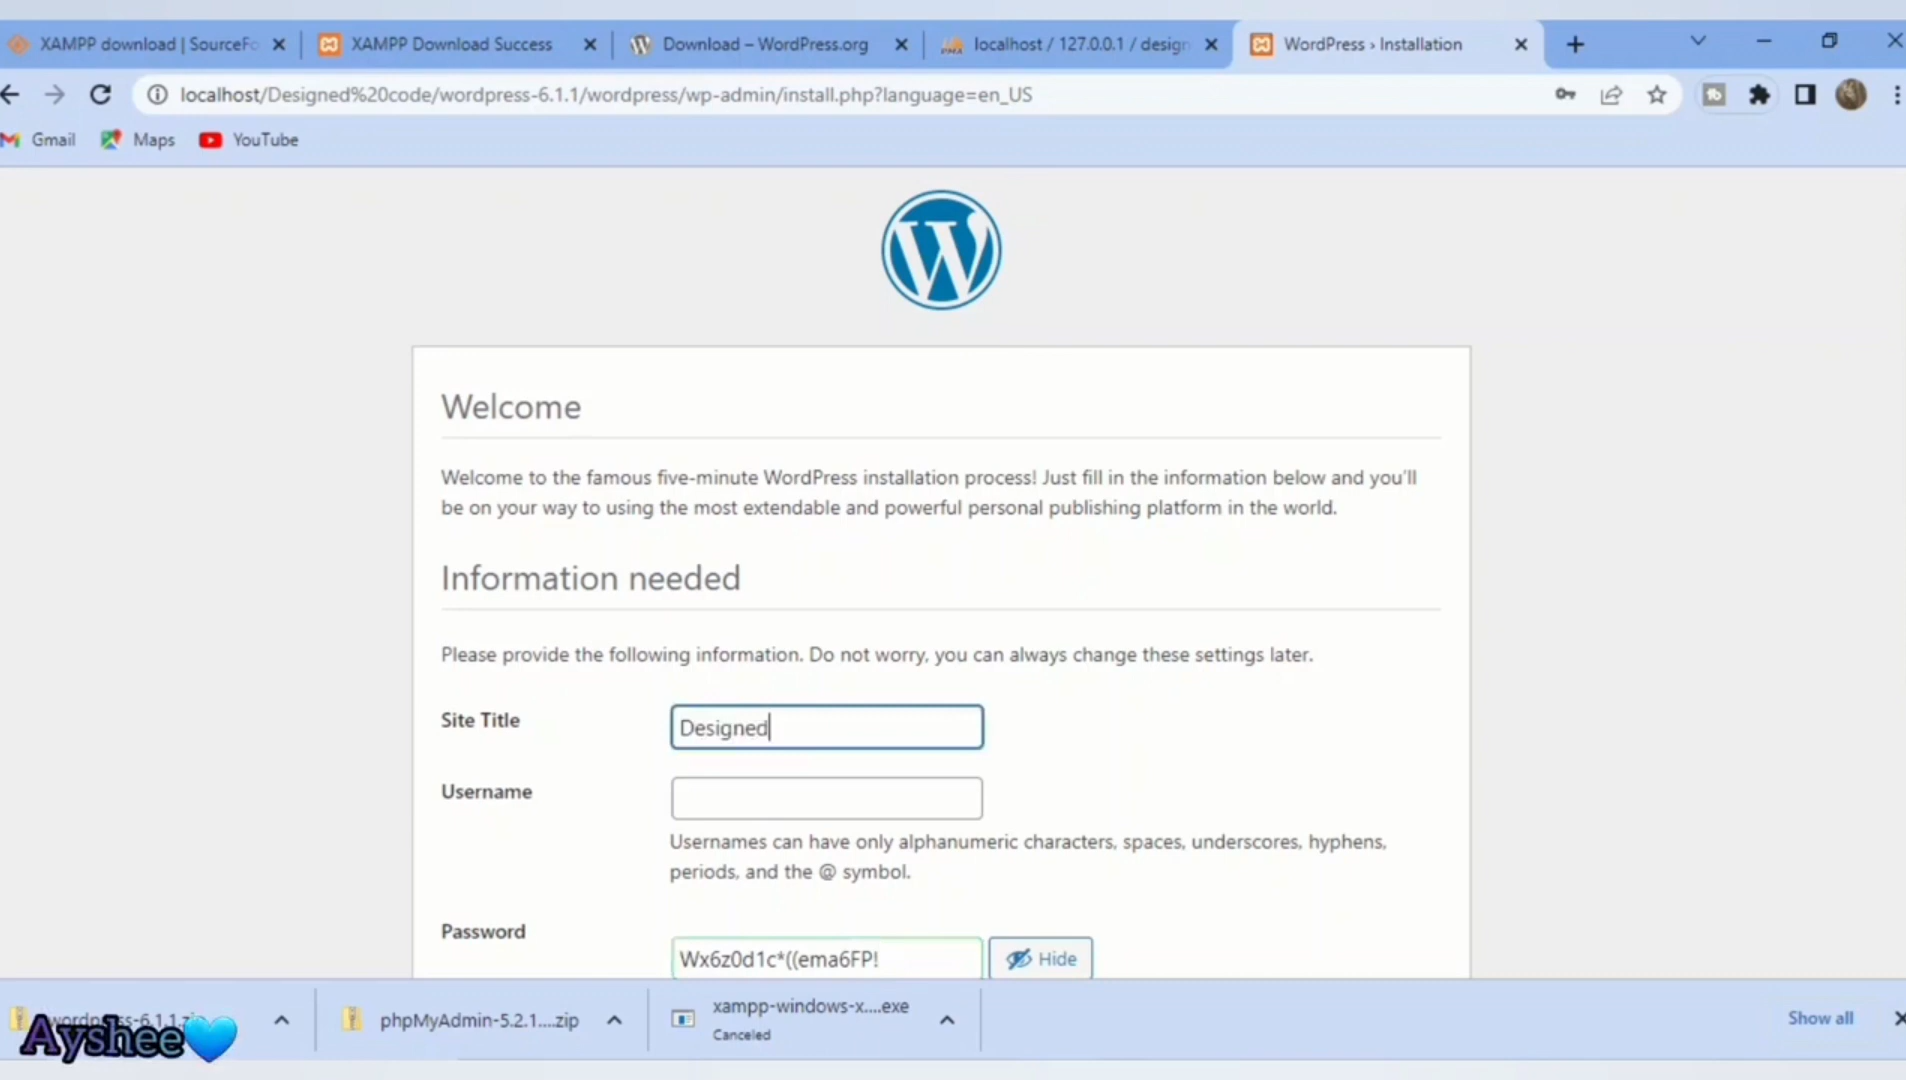 XAMPP download | SourceFo
XAMPP Download Success
Download – WordPress.org
localhost / 127.0.0.1 / design
WordPress › Installation
localhost/Designed%20code/wordpress-6.1.1/wordpress/wp-admin/install.php?language=en_US
Gmail
Maps
YouTube
Welcome
Welcome to the famous five-minute WordPress installation process! Just fill in the information below and you'll
be on your way to using the most extendable and powerful personal publishing platform in the world.
Information needed
Please provide the following information. Do not worry, you can always change these settings later.
Site Title
Designed
Username
Usernames can have only alphanumeric characters, spaces, underscores, hyphens,
periods, and the @ symbol.
Password
Wx6z0d1c*((ema6FP!
Hide
wordpress-6.1.1.zip
phpMyAdmin-5.2.1....zip
xampp-windows-x....exe
Canceled
Show all
Ayshee